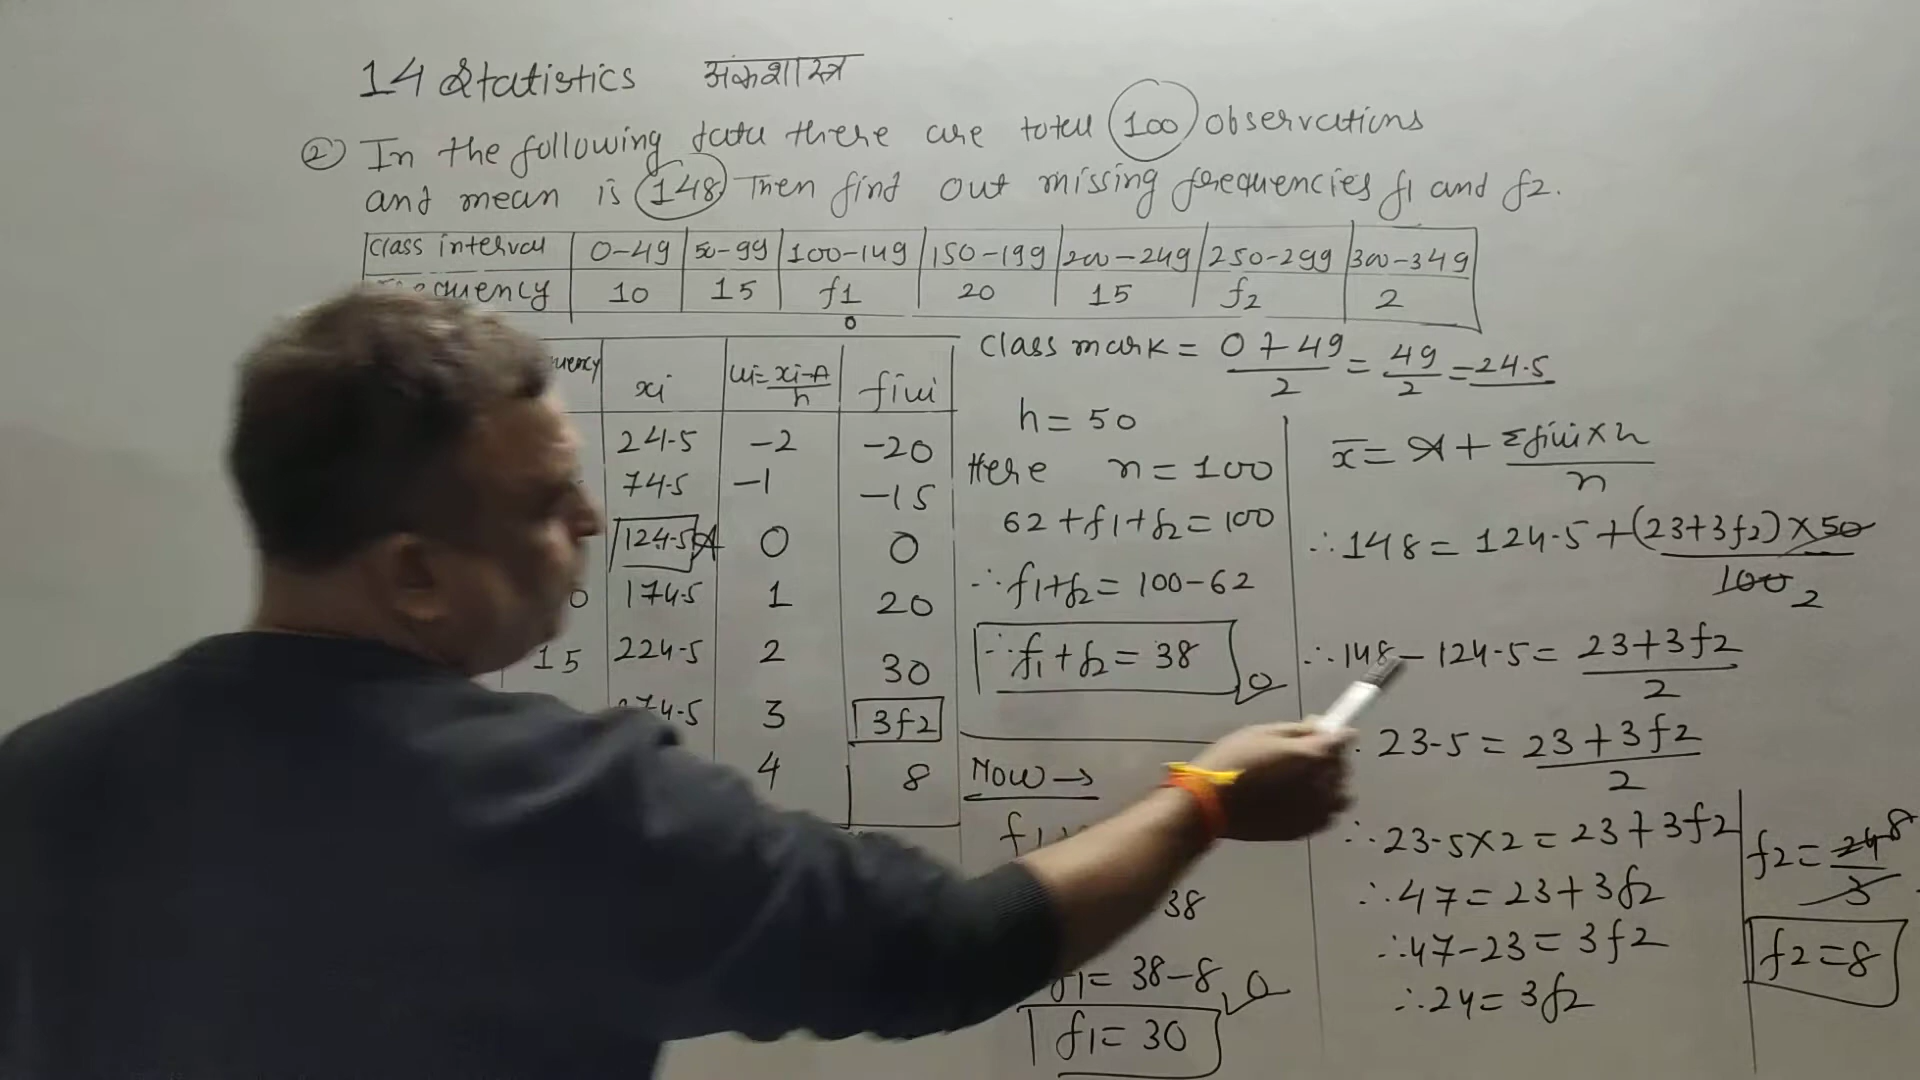 14 Statistics अंकशास्त्र
② In the following data there are total 100 observations
and mean is 148 Then find out missing frequencies f1 and f2.
Class interval 0-49 50-99 100-149 150-199 200-249 250-299 300-349
10 15 f1 20 15 f2 2
xi ui=xi-A/h fiui
24.5 -2 -20
74.5 -1 -15
124.5 A 0 0
174.5 1 20
15 224.5 2 30
3 3f2
4 8
Class mark = 0+49/2 = 49/2 = 24.5
h = 50
Here n = 100
62+f1+f2=100
∴ f1+f2 = 100-62
∴ f1+f2 = 38
Now →
38
f1= 38-8
f1= 30
x̄ = A + Σfiui×h/n
∴148 = 124.5+(23+3f2)×50/100 2
∴148-124.5= 23+3f2/2
23.5 = 23+3f2/2
∴23.5×2=23+3f2
∴47=23+3f2
∴47-23= 3f2
∴24= 3f2
f2=24/3 8
f2=8